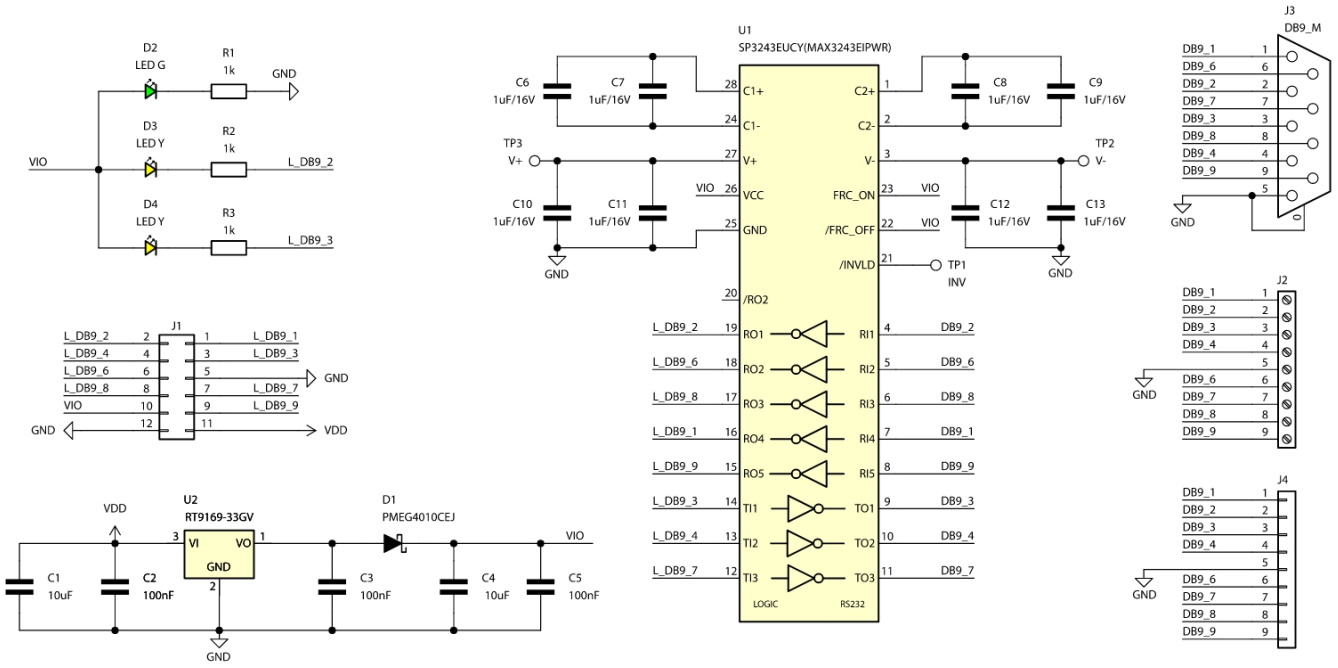 D2
LED G
R1
1k
GND
D3
LED Y
R2
1k
VIO
L_DB9_2
D4
LED Y
R3
1k
L_DB9_3
J1
L_DB9_2 2 1 L_DB9_1
L_DB9_4 4 3 L_DB9_3
L_DB9_6 6 5 GND
L_DB9_8 8 7 L_DB9_7
VIO 10 9 L_DB9_9
GND 12 11 VDD
VDD
U2
RT9169-33GV
3 VI VO 1
GND
2
D1
PMEG4010CEJ
VIO
C1
10uF
C2
100nF
C3
100nF
C4
10uF
C5
100nF
GND
U1
SP3243EUCY(MAX3243EIPWR)
C6
1uF/16V
C7
1uF/16V
C8
1uF/16V
C9
1uF/16V
28 C1+ C2+ 1
24 C1- C2- 2
TP3
V+
27 V+ V- 3
TP2
V-
VIO 26 VCC FRC_ON 23 VIO
C10
1uF/16V
C11
1uF/16V
C12
1uF/16V
C13
1uF/16V
25 GND /FRC_OFF 22 VIO
GND
GND
/INVLD 21 TP1
INV
20 /RO2
L_DB9_2 19 RO1 RI1 4 DB9_2
L_DB9_6 18 RO2 RI2 5 DB9_6
L_DB9_8 17 RO3 RI3 6 DB9_8
L_DB9_1 16 RO4 RI4 7 DB9_1
L_DB9_9 15 RO5 RI5 8 DB9_9
L_DB9_3 14 TI1 TO1 9 DB9_3
L_DB9_4 13 TI2 TO2 10 DB9_4
L_DB9_7 12 TI3 TO3 11 DB9_7
LOGIC RS232
J3
DB9_M
DB9_1 1
DB9_6 6
DB9_2 2
DB9_7 7
DB9_3 3
DB9_8 8
DB9_4 4
DB9_9 9
5
GND
0
J2
DB9_1 1
DB9_2 2
DB9_3 3
DB9_4 4
5
GND
DB9_6 6
DB9_7 7
DB9_8 8
DB9_9 9
J4
DB9_1 1
DB9_2 2
DB9_3 3
DB9_4 4
5
GND
DB9_6 6
DB9_7 7
DB9_8 8
DB9_9 9